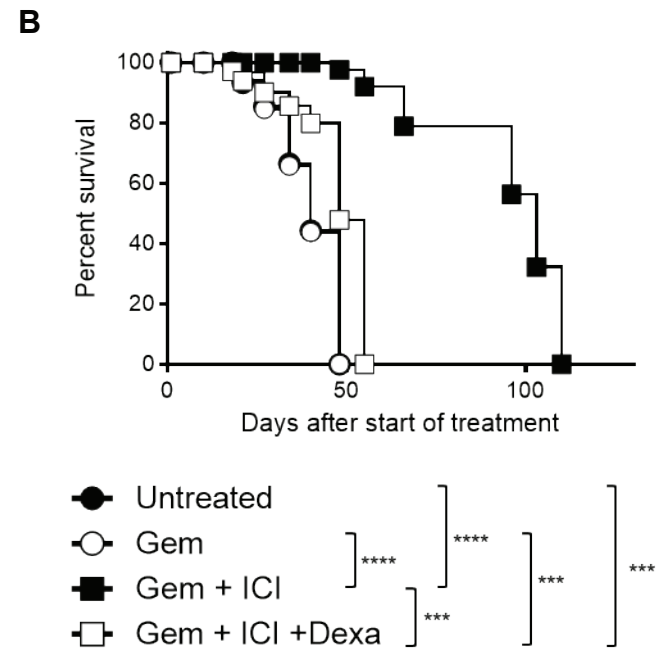 B
Percent survival
100
80
60
40
20
0
0 50 100
Days after start of treatment
Untreated
Gem
Gem + ICI
Gem + ICI +Dexa
****
****
***
***
***